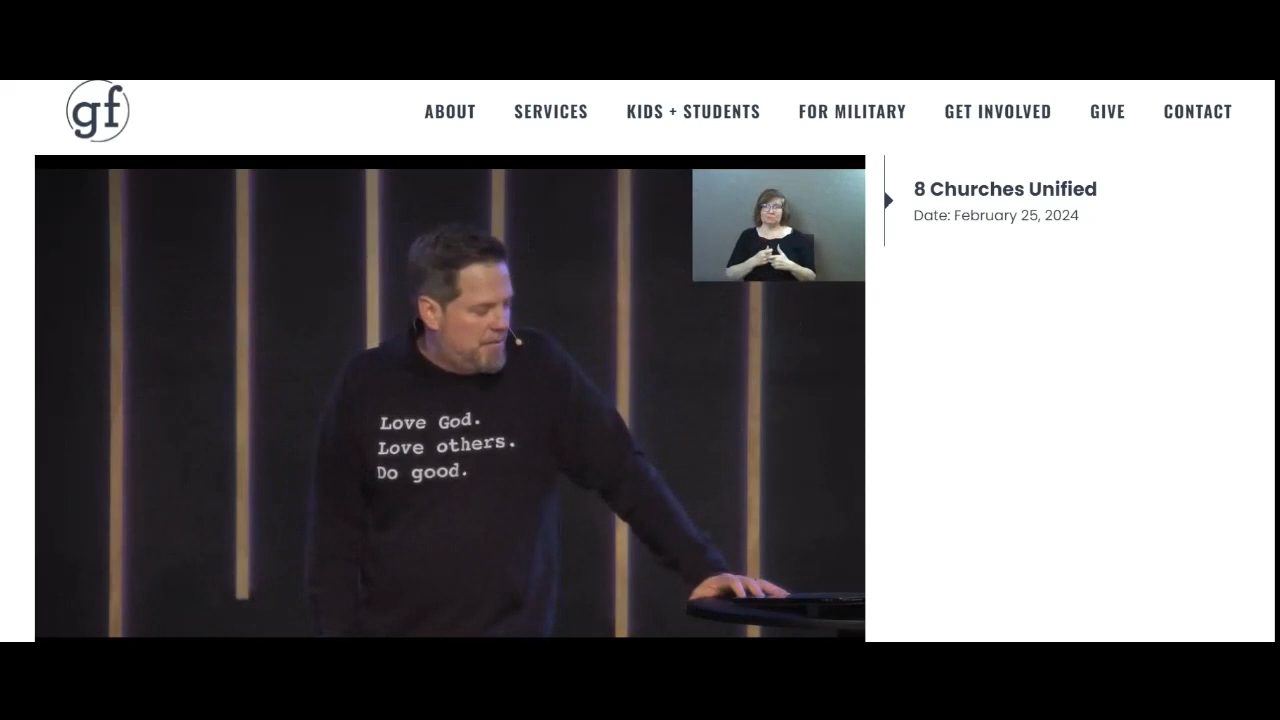 gf
ABOUT SERVICES KIDS + STUDENTS FOR MILITARY GET INVOLVED GIVE CONTACT
8 Churches Unified
Date: February 25, 2024
Love God.
Love others.
Do good.